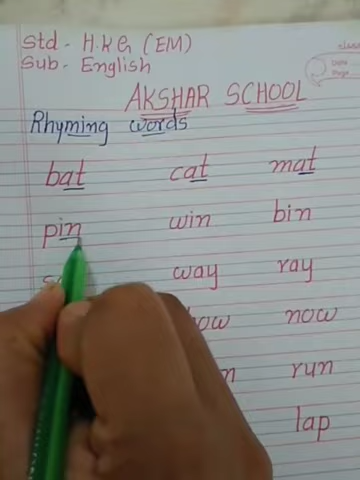 Std - H.KG (EM)
Sub - English
AKSHAR SCHOOL
Rhyming words
bat cat mat
pin win bin
way ray
now
run
lap